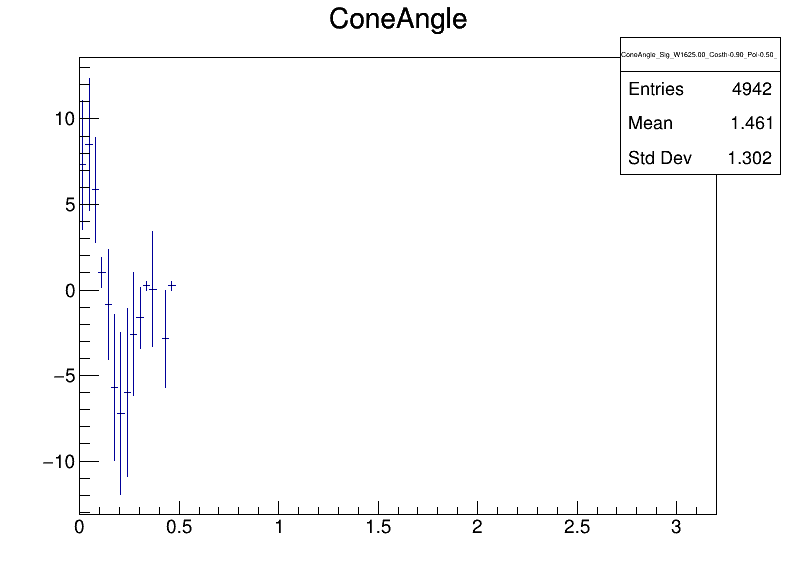 ConeAngle
ConeAngle_Sig_W1625.00_Costh-0.90_Pol-0.50_
Entries 4942
Mean 1.461
Std Dev 1.302
10
5
0
−5
−10
0 0.5 1 1.5 2 2.5 3